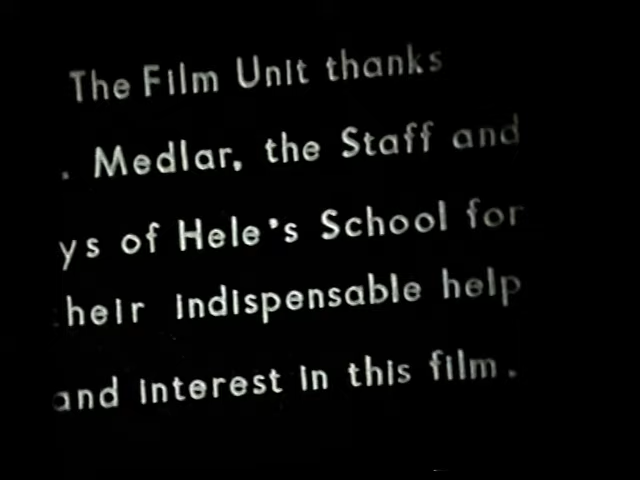 The Film Unit thanks
. Medlar, the Staff and
ys of Hele's School for
heir indispensable help
and interest in this film.